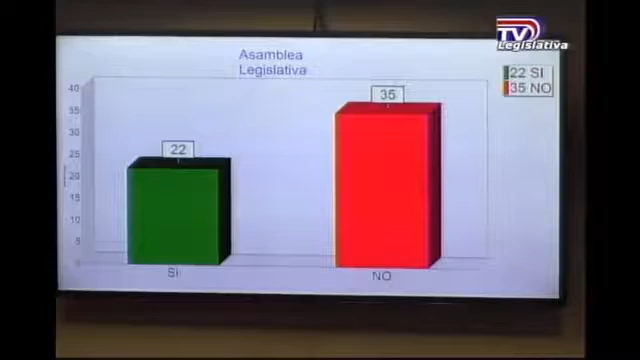 TV
Legislativa
Asamblea
Legislativa
22 SI
35 NO
40
35
30
25
20
15
10
5
0
22
35
SI
NO